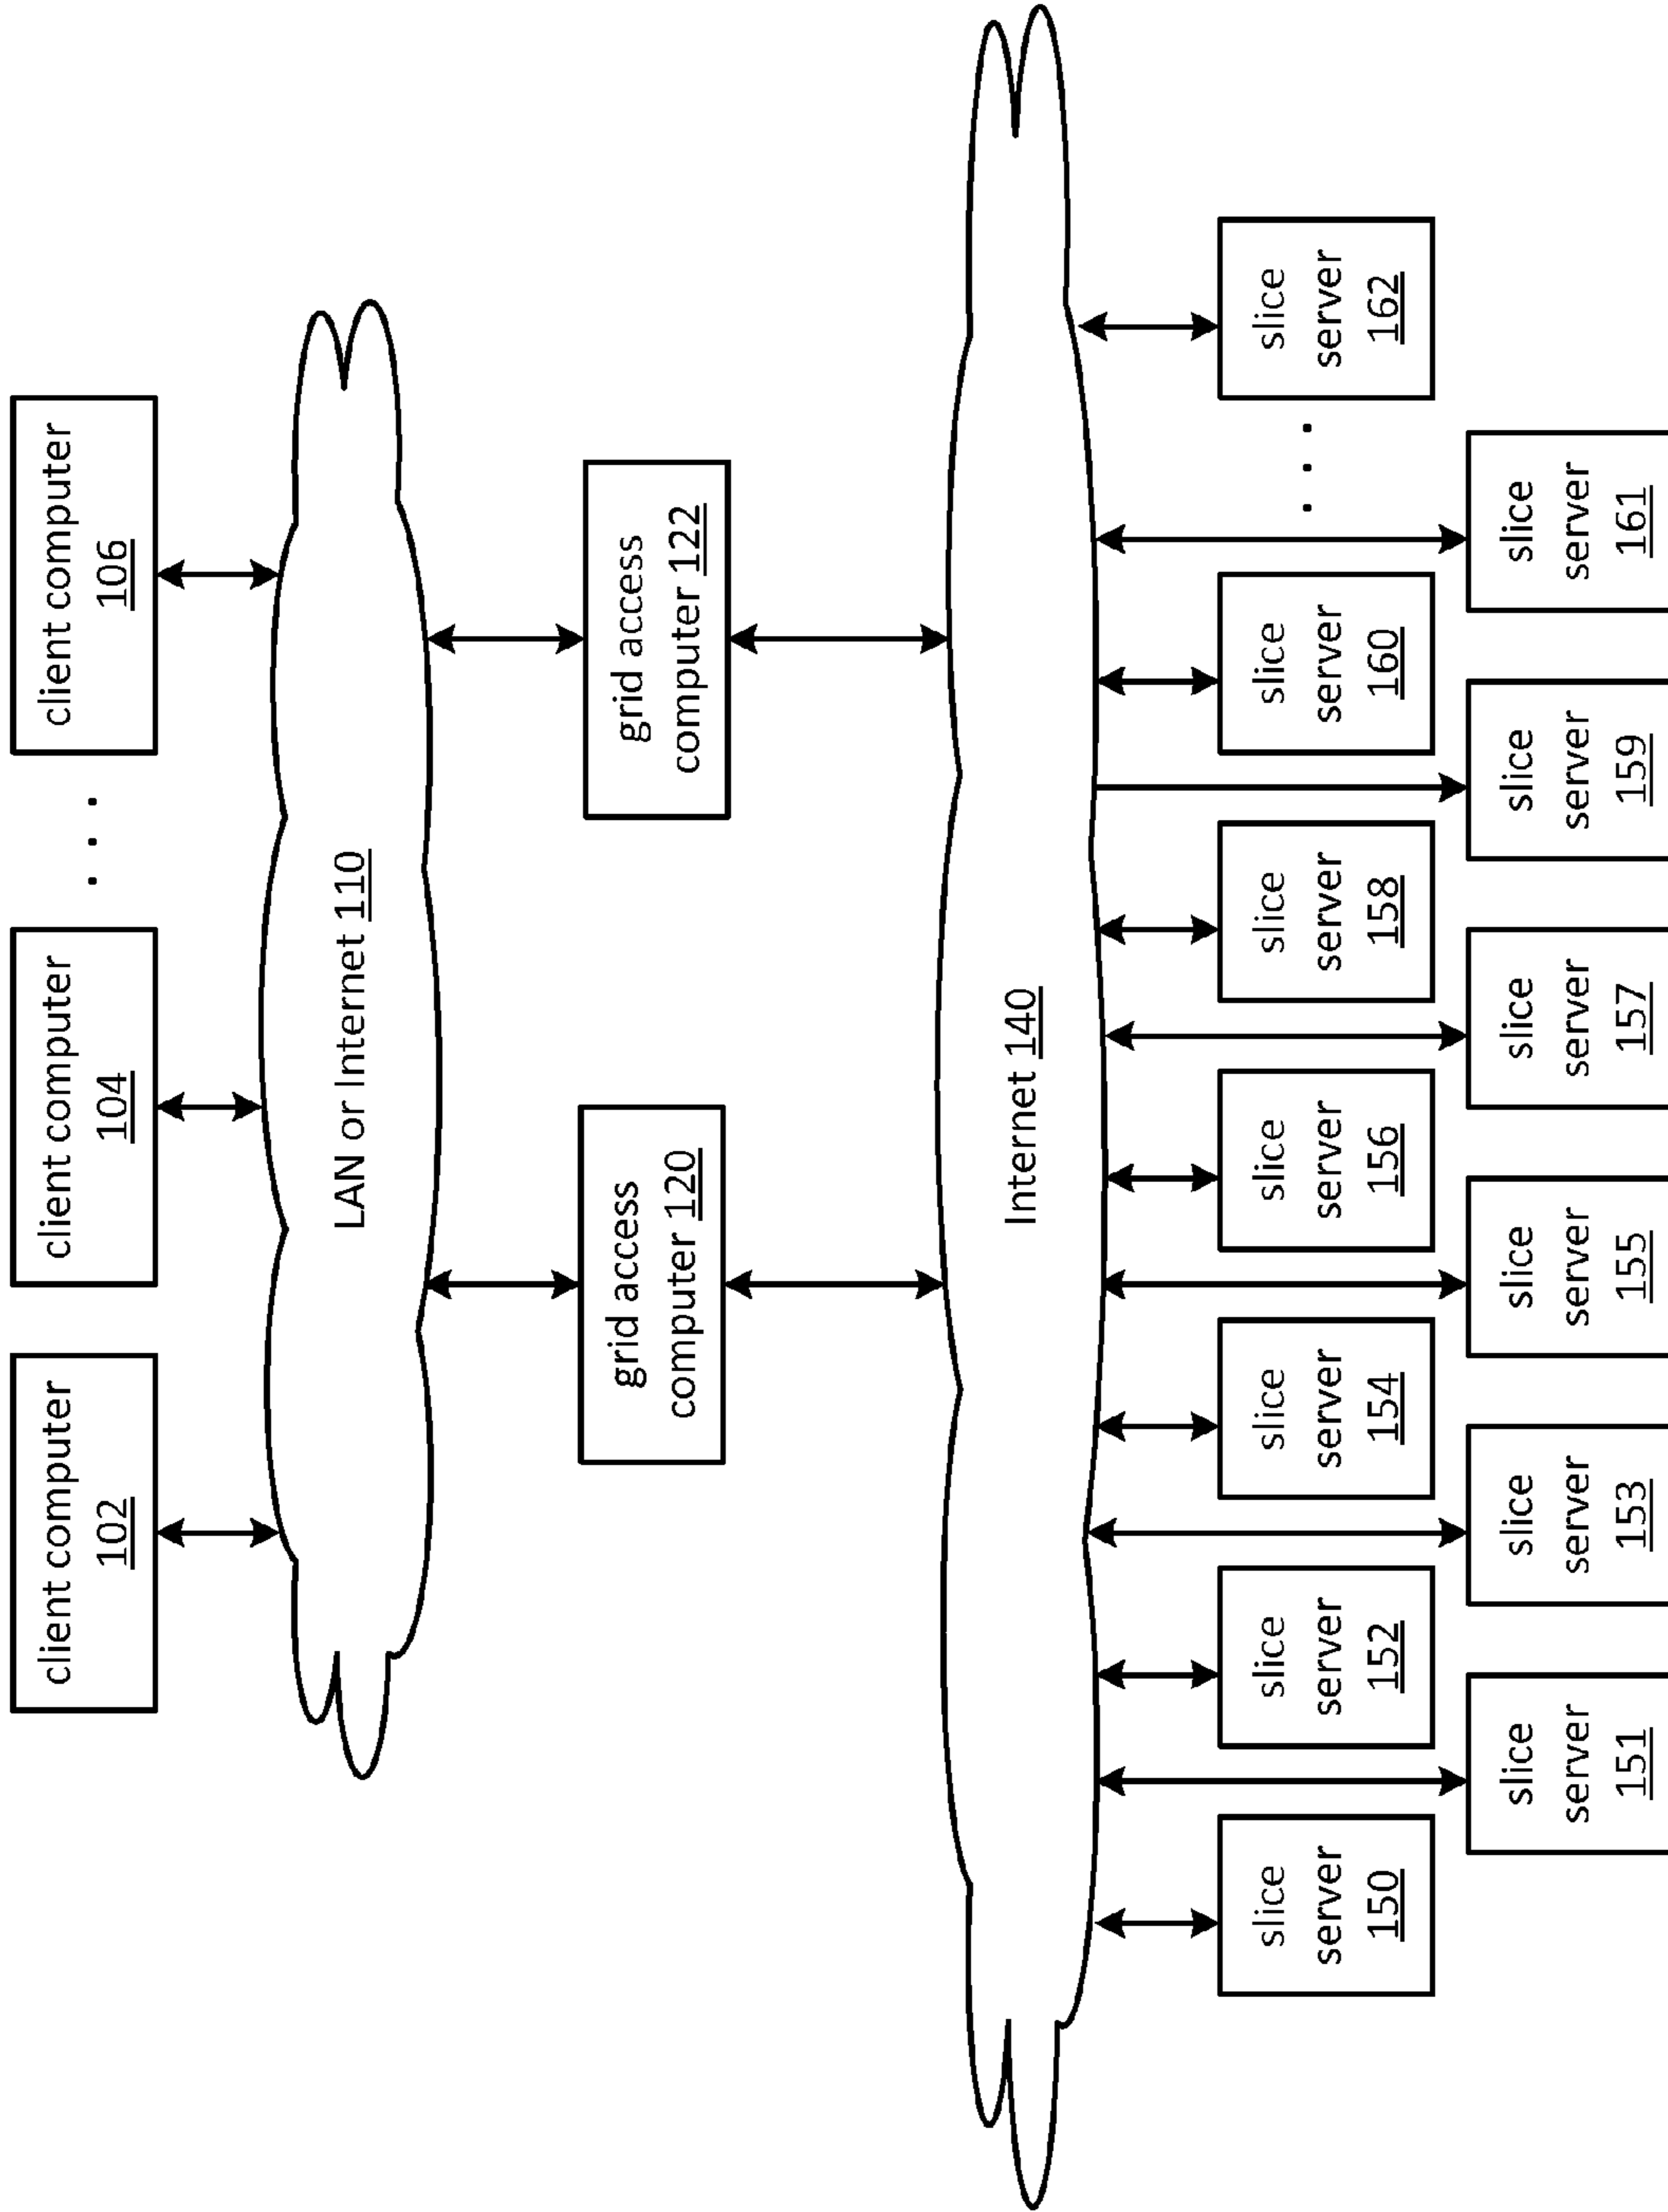 client computer
102
client computer
104
. . .
client computer
106
LAN or Internet 110
grid access
computer 120
grid access
computer 122
Internet 140
slice
server
150
slice
server
152
slice
server
154
slice
server
156
slice
server
158
slice
server
160
. . .
slice
server
162
slice
server
151
slice
server
153
slice
server
155
slice
server
157
slice
server
159
slice
server
161